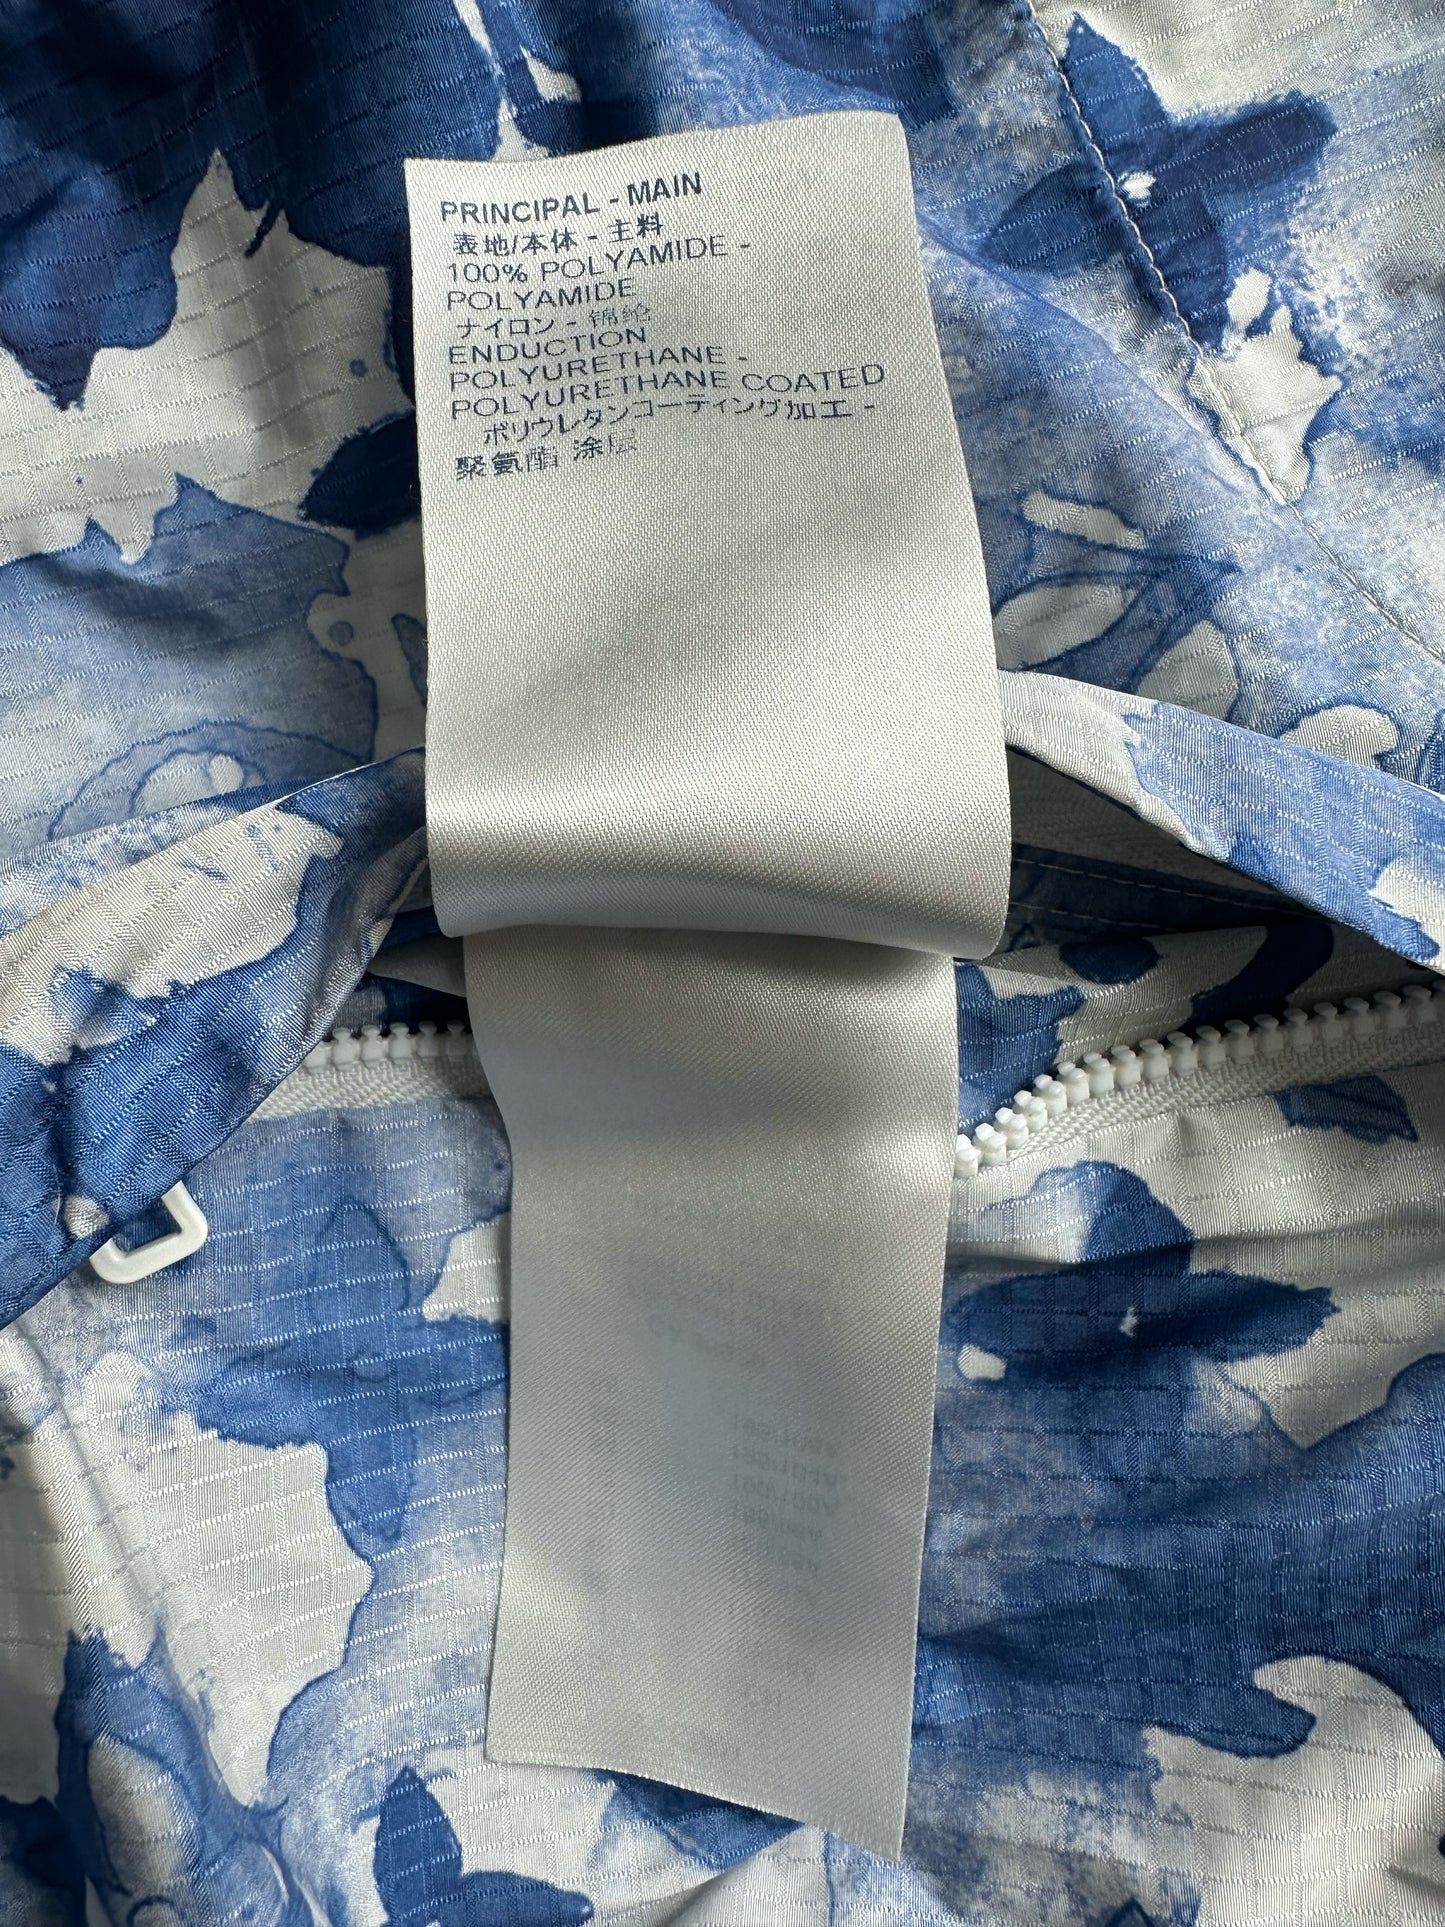 PRINCIPAL - MAIN
表地/本体 - 主料
100% POLYAMIDE -
POLYAMIDE
ナイロン - 锦纶
ENDUCTION
POLYURETHANE -
POLYURETHANE COATED
ポリウレタンコーティング加工 -
聚氨酯 涂层